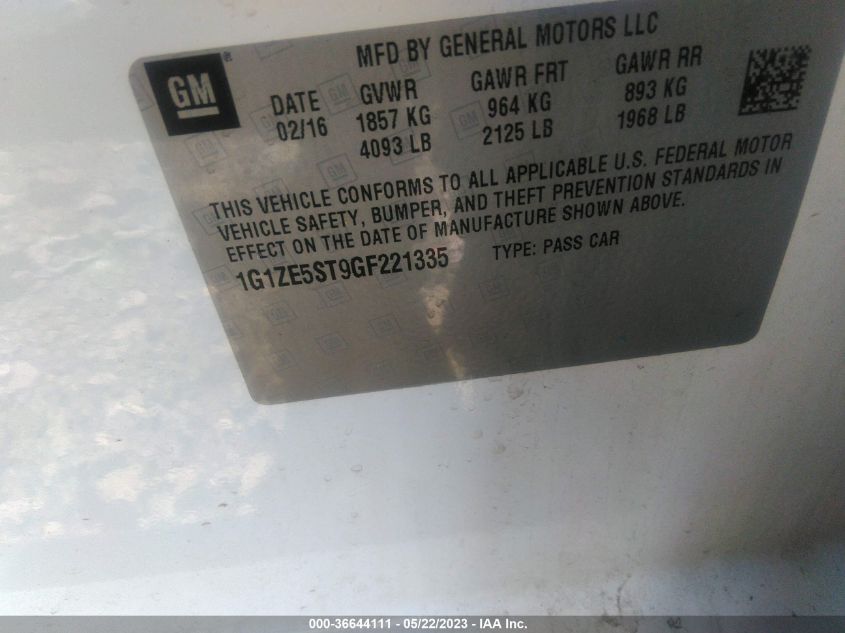 MFD BY GENERAL MOTORS LLC
GM
DATE GVWR GAWR FRT GAWR RR
02/16 1857 KG 964 KG 893 KG
4093 LB 2125 LB 1968 LB
THIS VEHICLE CONFORMS TO ALL APPLICABLE U.S. FEDERAL MOTOR
VEHICLE SAFETY, BUMPER, AND THEFT PREVENTION STANDARDS IN
EFFECT ON THE DATE OF MANUFACTURE SHOWN ABOVE.
1G1ZE5ST9GF221335 TYPE: PASS CAR
000-36644111 - 05/22/2023 - IAA Inc.